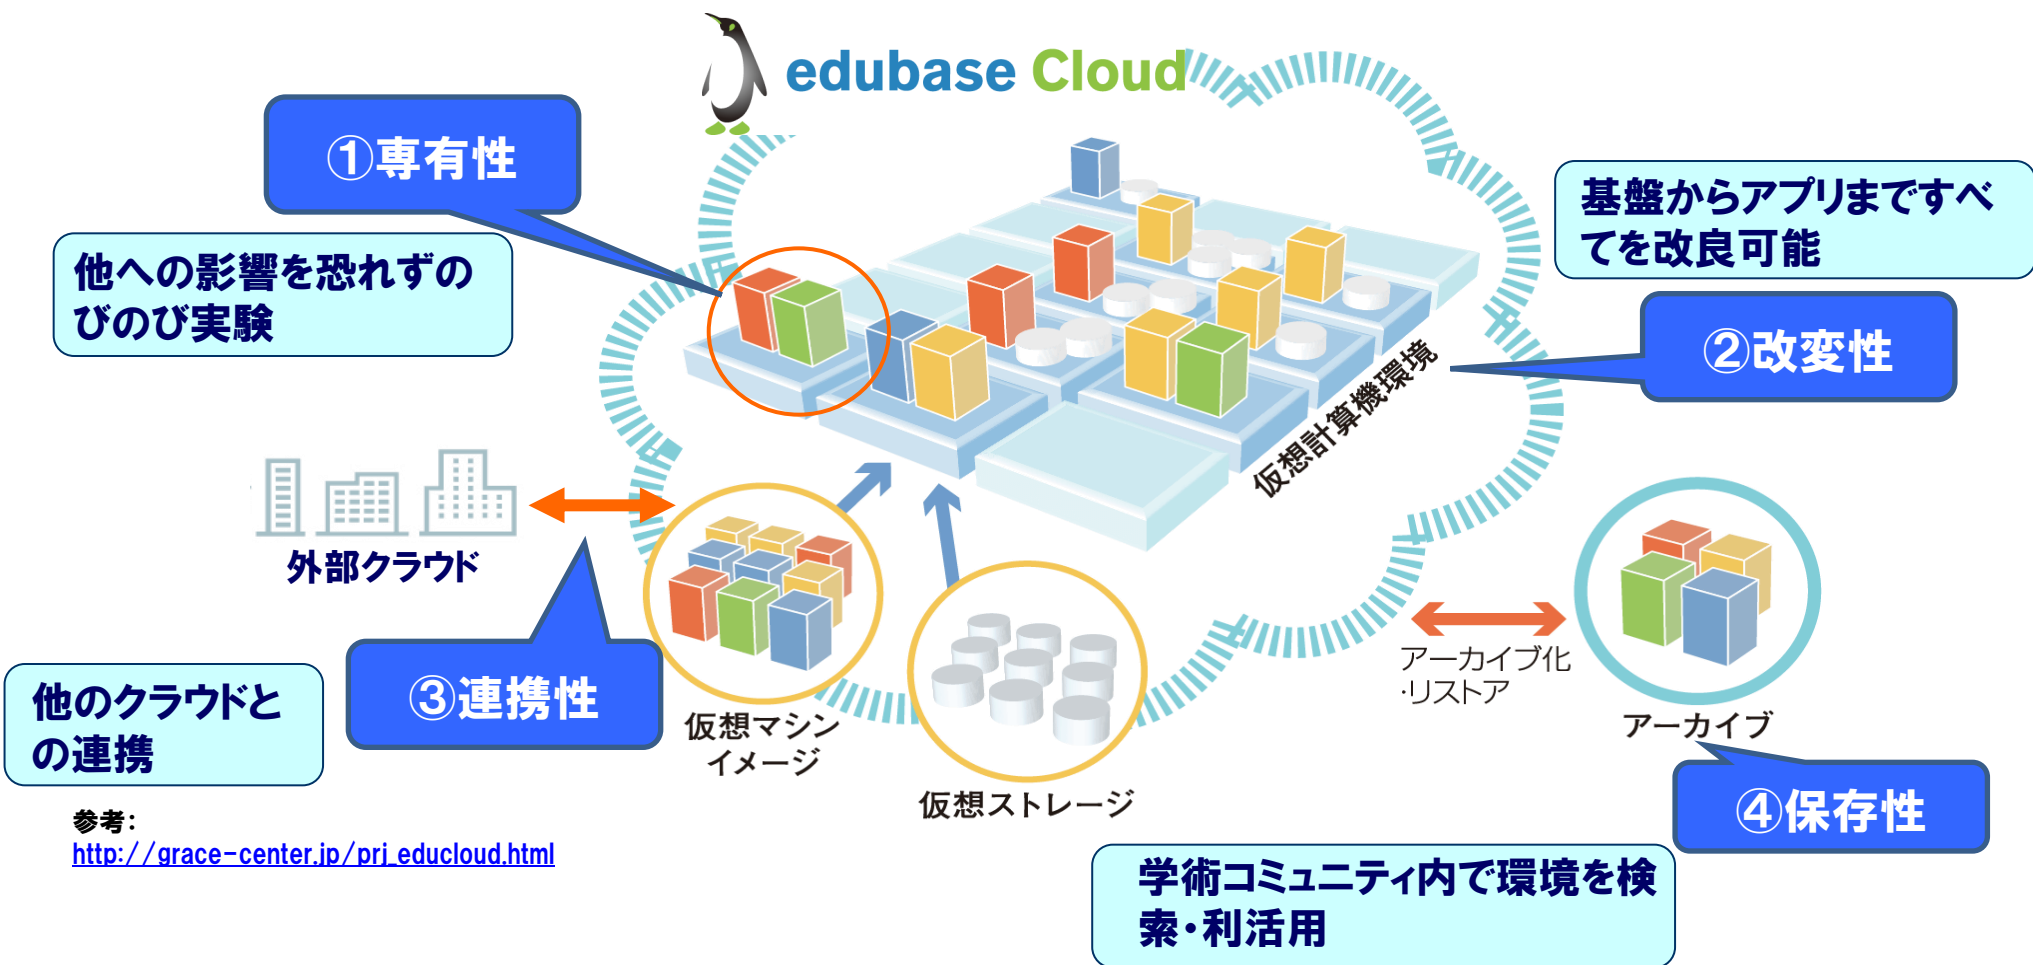 edubase Cloud
①専有性
他への影響を恐れずの
びのび実験
基盤からアプリまですべ
てを改良可能
②改変性
仮想計算機環境
外部クラウド
③連携性
他のクラウドと
の連携
仮想マシン
イメージ
仮想ストレージ
アーカイブ化
・リストア
アーカイブ
④保存性
学術コミュニティ内で環境を検
索・利活用
参考：
http://grace-center.jp/prj_educloud.html